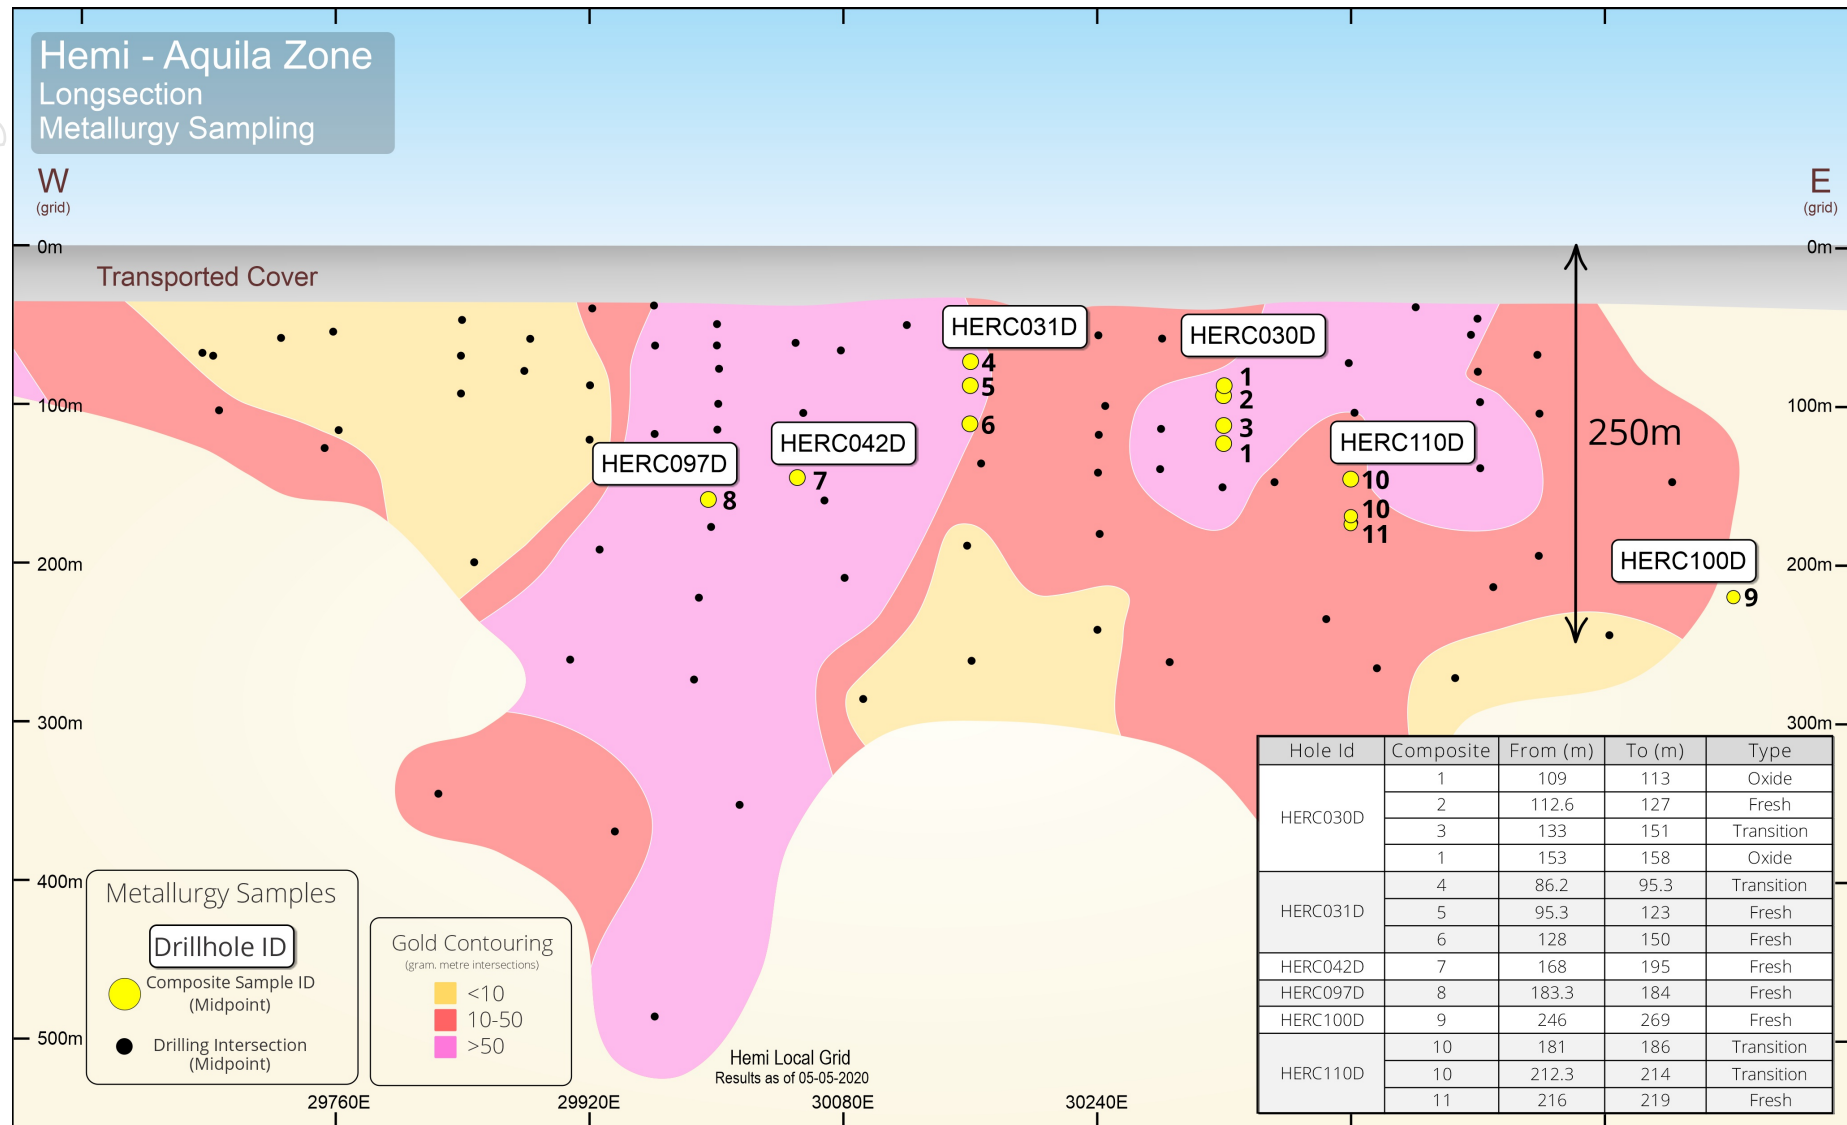 Hemi - Aquila Zone
Longsection
Metallurgy Sampling
W
(grid)
E
(grid)
0m
0m
Transported Cover
HERC031D
4
5
6
HERC030D
1
2
3
1
100m
100m
250m
HERC042D
7
HERC097D
8
HERC110D
10
10
11
200m
200m
HERC100D
9
300m
300m
400m
500m
Hole Id Composite From (m) To (m) Type
HERC030D
1 109 113 Oxide
2 112.6 127 Fresh
3 133 151 Transition
1 153 158 Oxide
HERC031D
4 86.2 95.3 Transition
5 95.3 123 Fresh
6 128 150 Fresh
HERC042D 7 168 195 Fresh
HERC097D 8 183.3 184 Fresh
HERC100D 9 246 269 Fresh
HERC110D
10 181 186 Transition
10 212.3 214 Transition
11 216 219 Fresh
Metallurgy Samples
Drillhole ID
Composite Sample ID
(Midpoint)
Drilling Intersection
(Midpoint)
Gold Contouring
(gram. metre intersections)
<10
10-50
>50
Hemi Local Grid
Results as of 05-05-2020
29760E
29920E
30080E
30240E